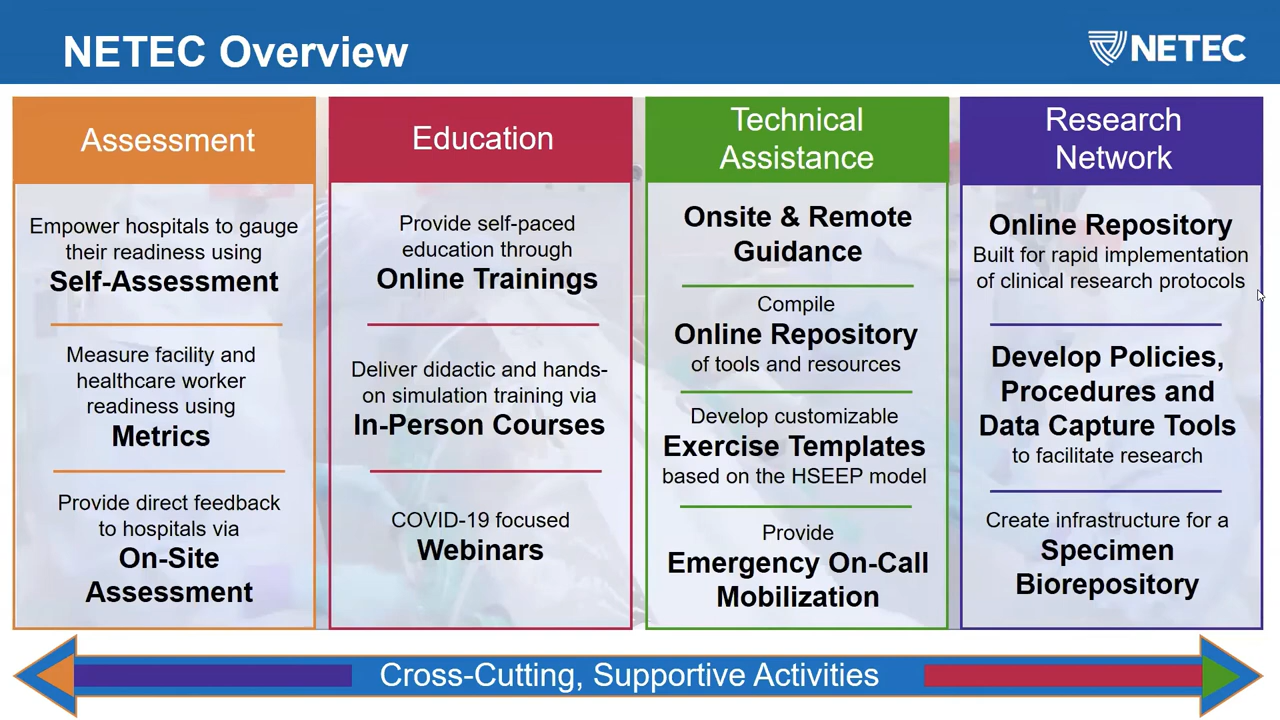 NETEC Overview
NETEC
Assessment
Empower hospitals to gauge
their readiness using
Self-Assessment
Measure facility and
healthcare worker
readiness using
Metrics
Provide direct feedback
to hospitals via
On-Site
Assessment
Education
Provide self-paced
education through
Online Trainings
Deliver didactic and hands-
on simulation training via
In-Person Courses
COVID-19 focused
Webinars
Technical
Assistance
Onsite & Remote
Guidance
Compile
Online Repository
of tools and resources
Develop customizable
Exercise Templates
based on the HSEEP model
Provide
Emergency On-Call
Mobilization
Research
Network
Online Repository
Built for rapid implementation
of clinical research protocols
Develop Policies,
Procedures and
Data Capture Tools
to facilitate research
Create infrastructure for a
Specimen
Biorepository
Cross-Cutting, Supportive Activities